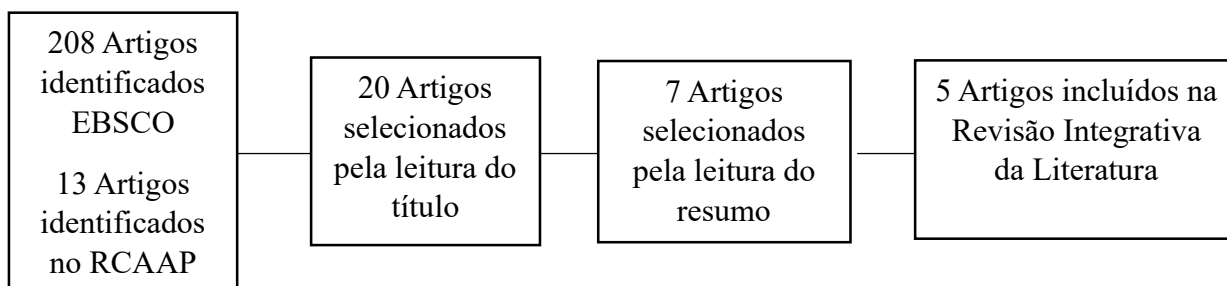 208 Artigos
identificados
EBSCO
13 Artigos
identificados
no RCAAP
20 Artigos
selecionados
pela leitura do
título
7 Artigos
selecionados
pela leitura do
resumo
5 Artigos incluídos na
Revisão Integrativa
da Literatura